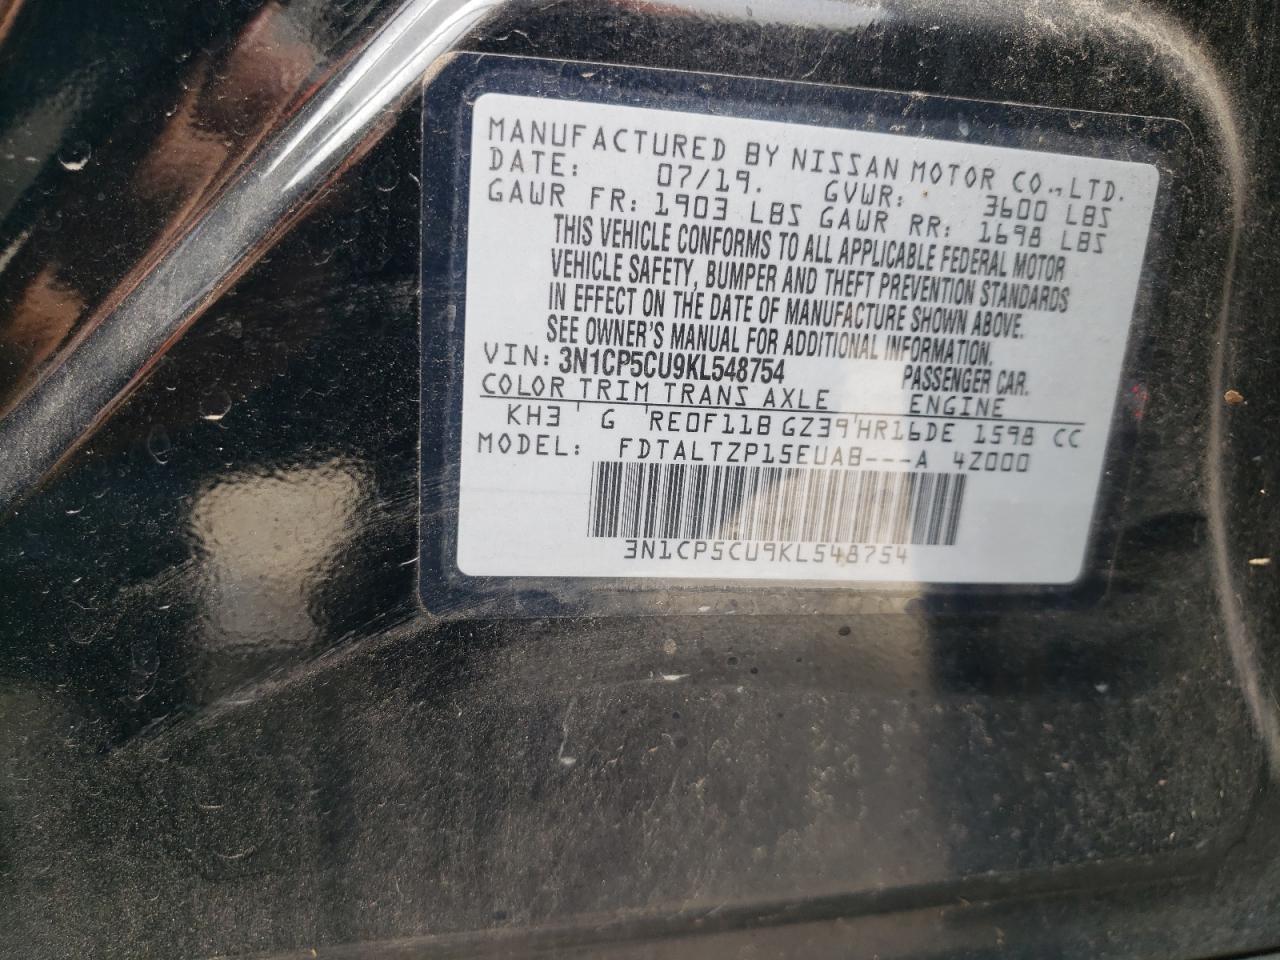 MANUFACTURED BY NISSAN MOTOR CO., LTD.
DATE: 07/19. GVWR: 3600 LBS
GAWR FR: 1903 LBS GAWR RR: 1698 LBS
THIS VEHICLE CONFORMS TO ALL APPLICABLE FEDERAL MOTOR
VEHICLE SAFETY, BUMPER AND THEFT PREVENTION STANDARDS
IN EFFECT ON THE DATE OF MANUFACTURE SHOWN ABOVE.
SEE OWNER'S MANUAL FOR ADDITIONAL INFORMATION.
VIN: 3N1CP5CU9KL548754 PASSENGER CAR.
COLOR TRIM TRANS AXLE ENGINE
KH3 ' G ' RE0F11B GZ39'HR16DE 1598 CC
MODEL: FDTALTZP15EUAB---A 4Z000
3N1CP5CU9KL548754